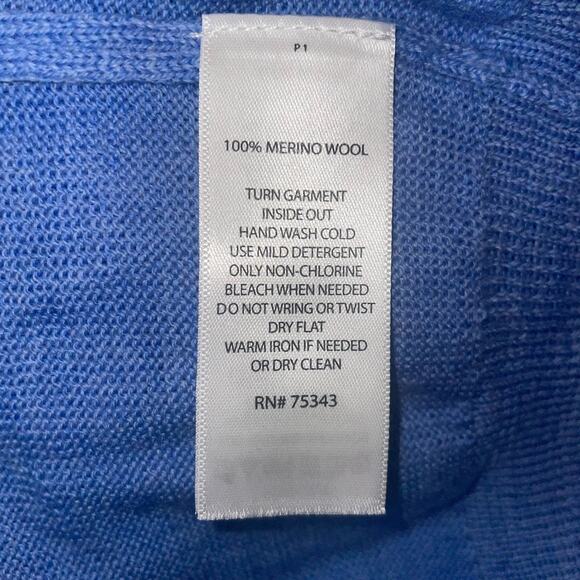 P1
100% MERINO WOOL
TURN GARMENT
INSIDE OUT
HAND WASH COLD
USE MILD DETERGENT
ONLY NON-CHLORINE
BLEACH WHEN NEEDED
DO NOT WRING OR TWIST
DRY FLAT
WARM IRON IF NEEDED
OR DRY CLEAN
RN# 75343